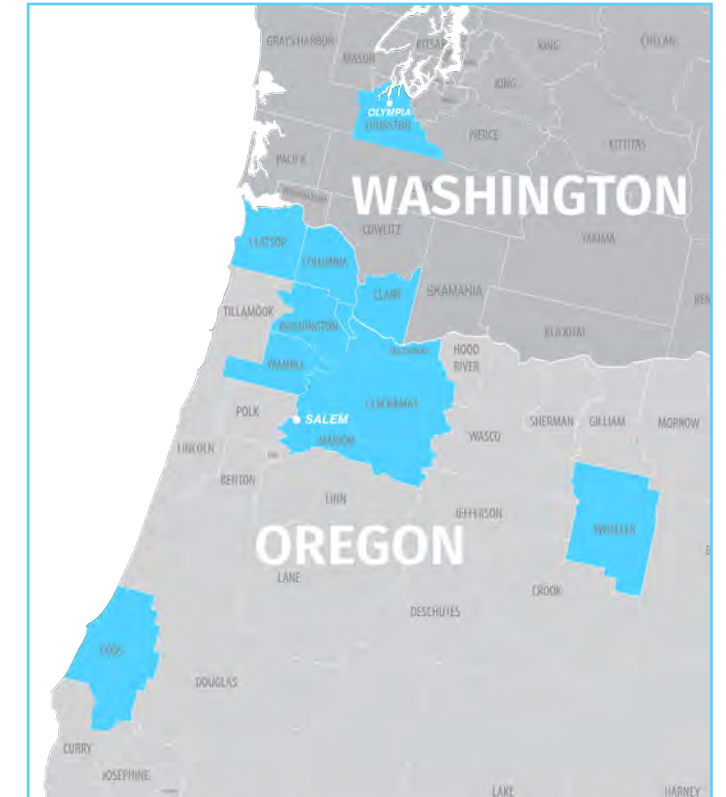 GRAYS HARBOR
MASON
KITSAP
KING
CHELAN
KING
OLYMPIA
THURSTON
PIERCE
KITTITAS
PACIFIC
WASHINGTON
COWLITZ
YAKIMA
CLATSOP
COLUMBIA
CLARK
SKAMANIA
KLICKITAT
TILLAMOOK
WASHINGTON
HOOD
RIVER
YAMHILL
CLACKAMAS
POLK
SALEM
MARION
SHERMAN
GILLIAM
MORROW
WASCO
LINCOLN
BENTON
LINN
JEFFERSON
WHEELER
OREGON
LANE
CROOK
DESCHUTES
COOS
DOUGLAS
CURRY
JOSEPHINE
LAKE
HARNEY